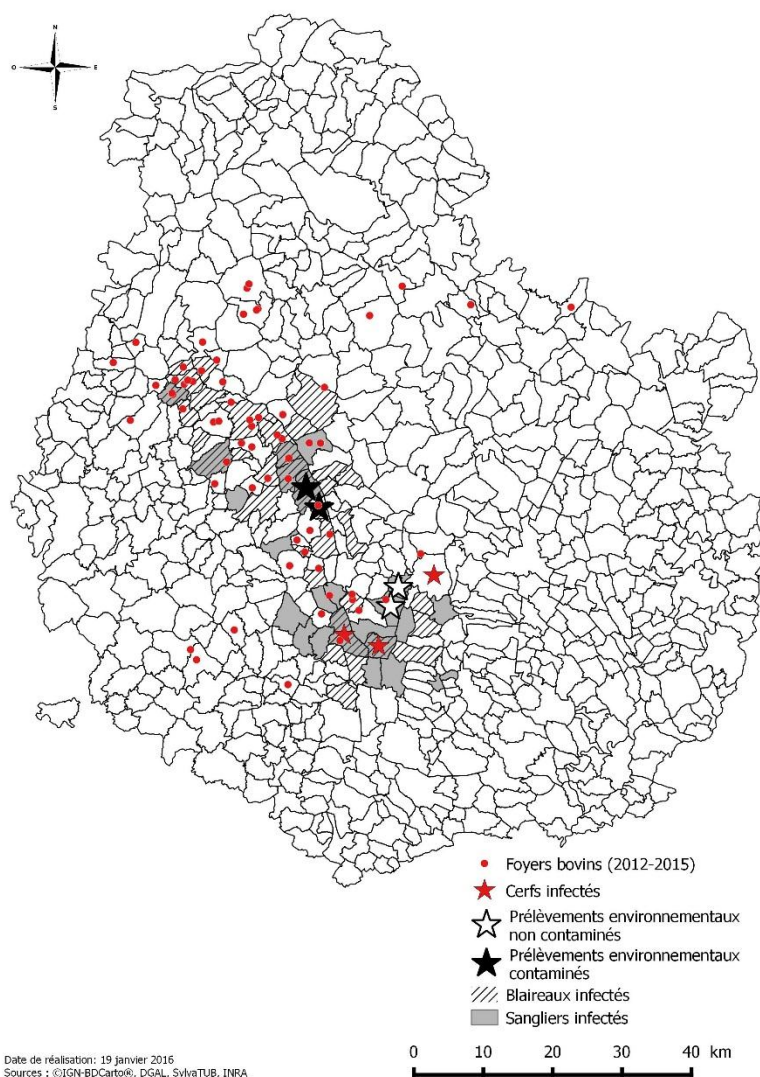 N
O E
S
Foyers bovins (2012-2015)
Cerfs infectés
Prélèvements environnementaux
non contaminés
Prélèvements environnementaux
contaminés
Blaireaux infectés
Sangliers infectés
Date de réalisation: 19 janvier 2016
Sources : ©IGN-BDCarto®, DGAL, SylvaTUB, INRA
0 10 20 30 40 km